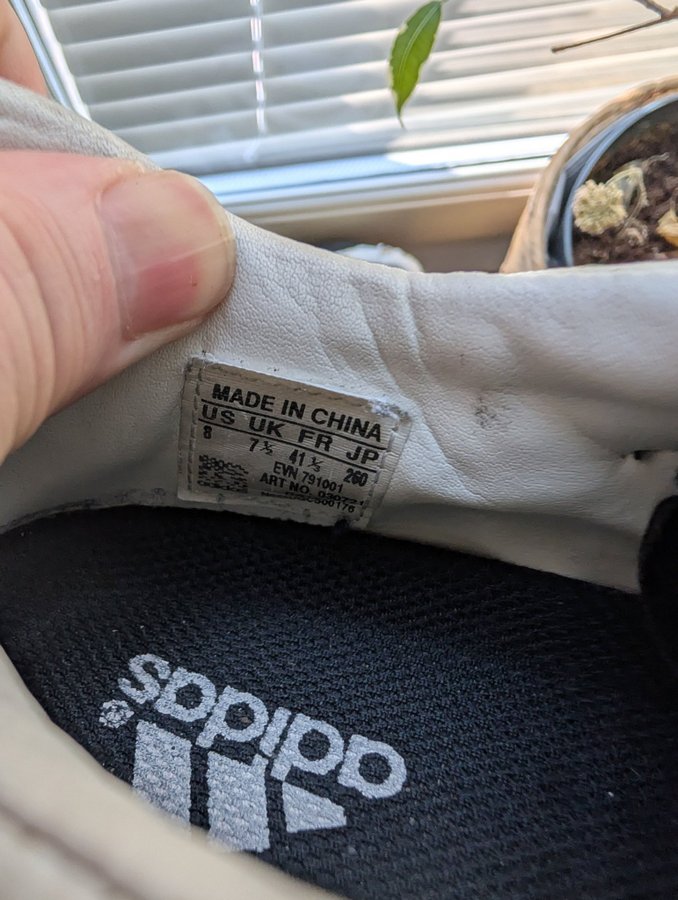 MADE IN CHINA
US UK FR JP
8 7½ 41⅓ 260
EVN 791001
ART NO
adidas